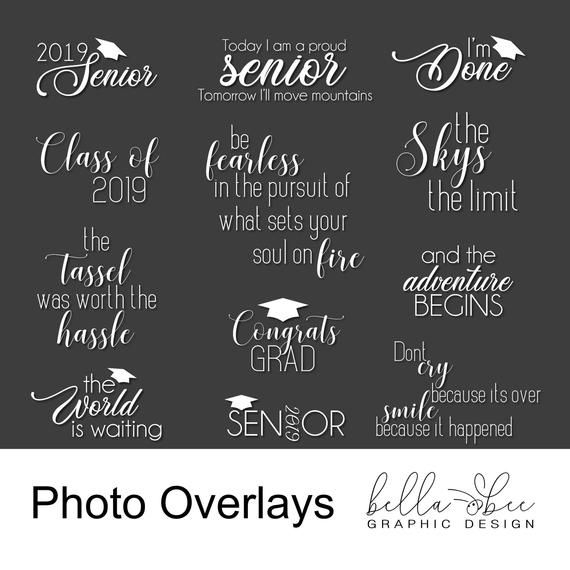 2019
Senior
Today I am a proud
senior
Tomorrow I'll move mountains
I'm
Done
Class of
2019
be
fearless
in the pursuit of
what sets your
soul on fire
the
Skys
the limit
the
tassel
was worth the
hassle
Congrats
GRAD
and the
adventure
BEGINS
the
World
is waiting
SENIOR
2019
Dont
cry
because its over
smile
because it happened
Photo Overlays
bella bee
GRAPHIC DESIGN